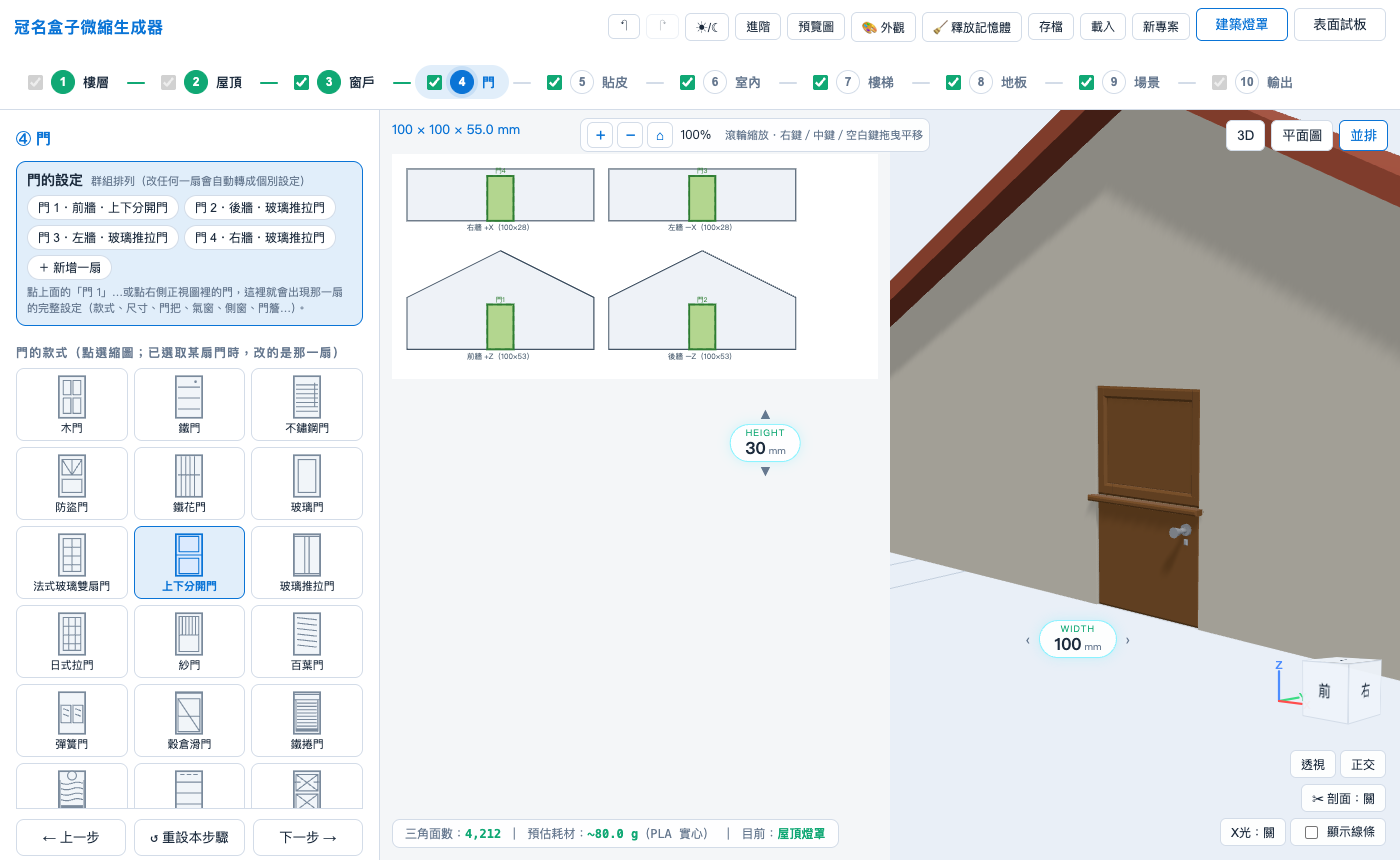 冠名盒子微縮生成器
☀/☾
進階
預覽圖
🎨 外觀
🧹 釋放記憶體
存檔
載入
新專案
建築燈罩
表面試板
1 樓層
2 屋頂
3 窗戶
4 門
5 貼皮
6 室內
7 樓梯
8 地板
9 場景
10 輸出
④ 門
門的設定 群組排列（改任何一扇會自動轉成個別設定）
門 1・前牆・上下分開門
門 2・後牆・玻璃推拉門
門 3・左牆・玻璃推拉門
門 4・右牆・玻璃推拉門
＋ 新增一扇
點上面的「門 1」…或點右側正視圖裡的門，這裡就會出現那一扇
的完整設定（款式、尺寸、門把、氣窗、側窗、門簷…）。
門的款式（點選縮圖；已選取某扇門時，改的是那一扇）
木門
鐵門
不鏽鋼門
防盜門
鐵花門
玻璃門
法式玻璃雙扇門
上下分開門
玻璃推拉門
日式拉門
紗門
百葉門
彈簧門
穀倉滑門
鐵捲門
← 上一步
↺ 重設本步驟
下一步 →
100 × 100 × 55.0 mm
+
−
⌂
100%
滾輪縮放・右鍵 / 中鍵 / 空白鍵拖曳平移
門4
右牆 +X（100×28）
門3
左牆 −X（100×28）
門1
前牆 +Z（100×53）
門2
後牆 −Z（100×53）
▲
HEIGHT
30 mm
▼
三角面數：4,212 | 預估耗材：~80.0 g（PLA 實心） | 目前：屋頂燈罩
3D
平面圖
並排
‹
WIDTH
100 mm
›
Z
前
右
透視
正交
✂ 剖面：關
X光：關
顯示線條